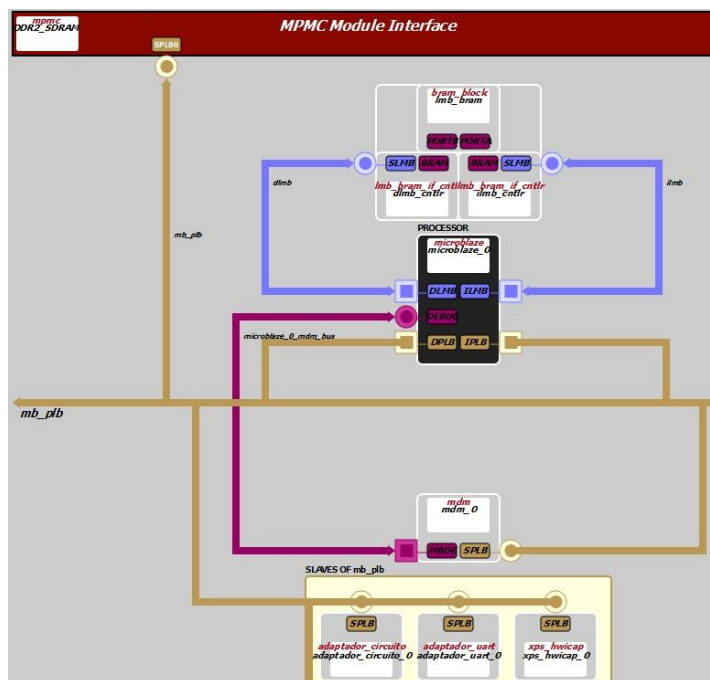 mpmc
DDR2_SDRAM
MPMC Module Interface
SPLB0
bram_block
lmb_bram
PORTB PORTA
SLMB BRAM
BRAM SLMB
lmb_bram_if_cntlr
dlmb_cntlr
lmb_bram_if_cntlr
ilmb_cntlr
dlmb
ilmb
mb_plb
PROCESSOR
microblaze
microblaze_0
DLMB ILMB
DEBUG
microblaze_0_mdm_bus
DPLB IPLB
mb_plb
mdm
mdm_0
MBDE SPLB
SLAVES OF mb_plb
SPLB
SPLB
SPLB
adaptador_circuito
adaptador_circuito_0
adaptador_uart
adaptador_uart_0
xps_hwicap
xps_hwicap_0